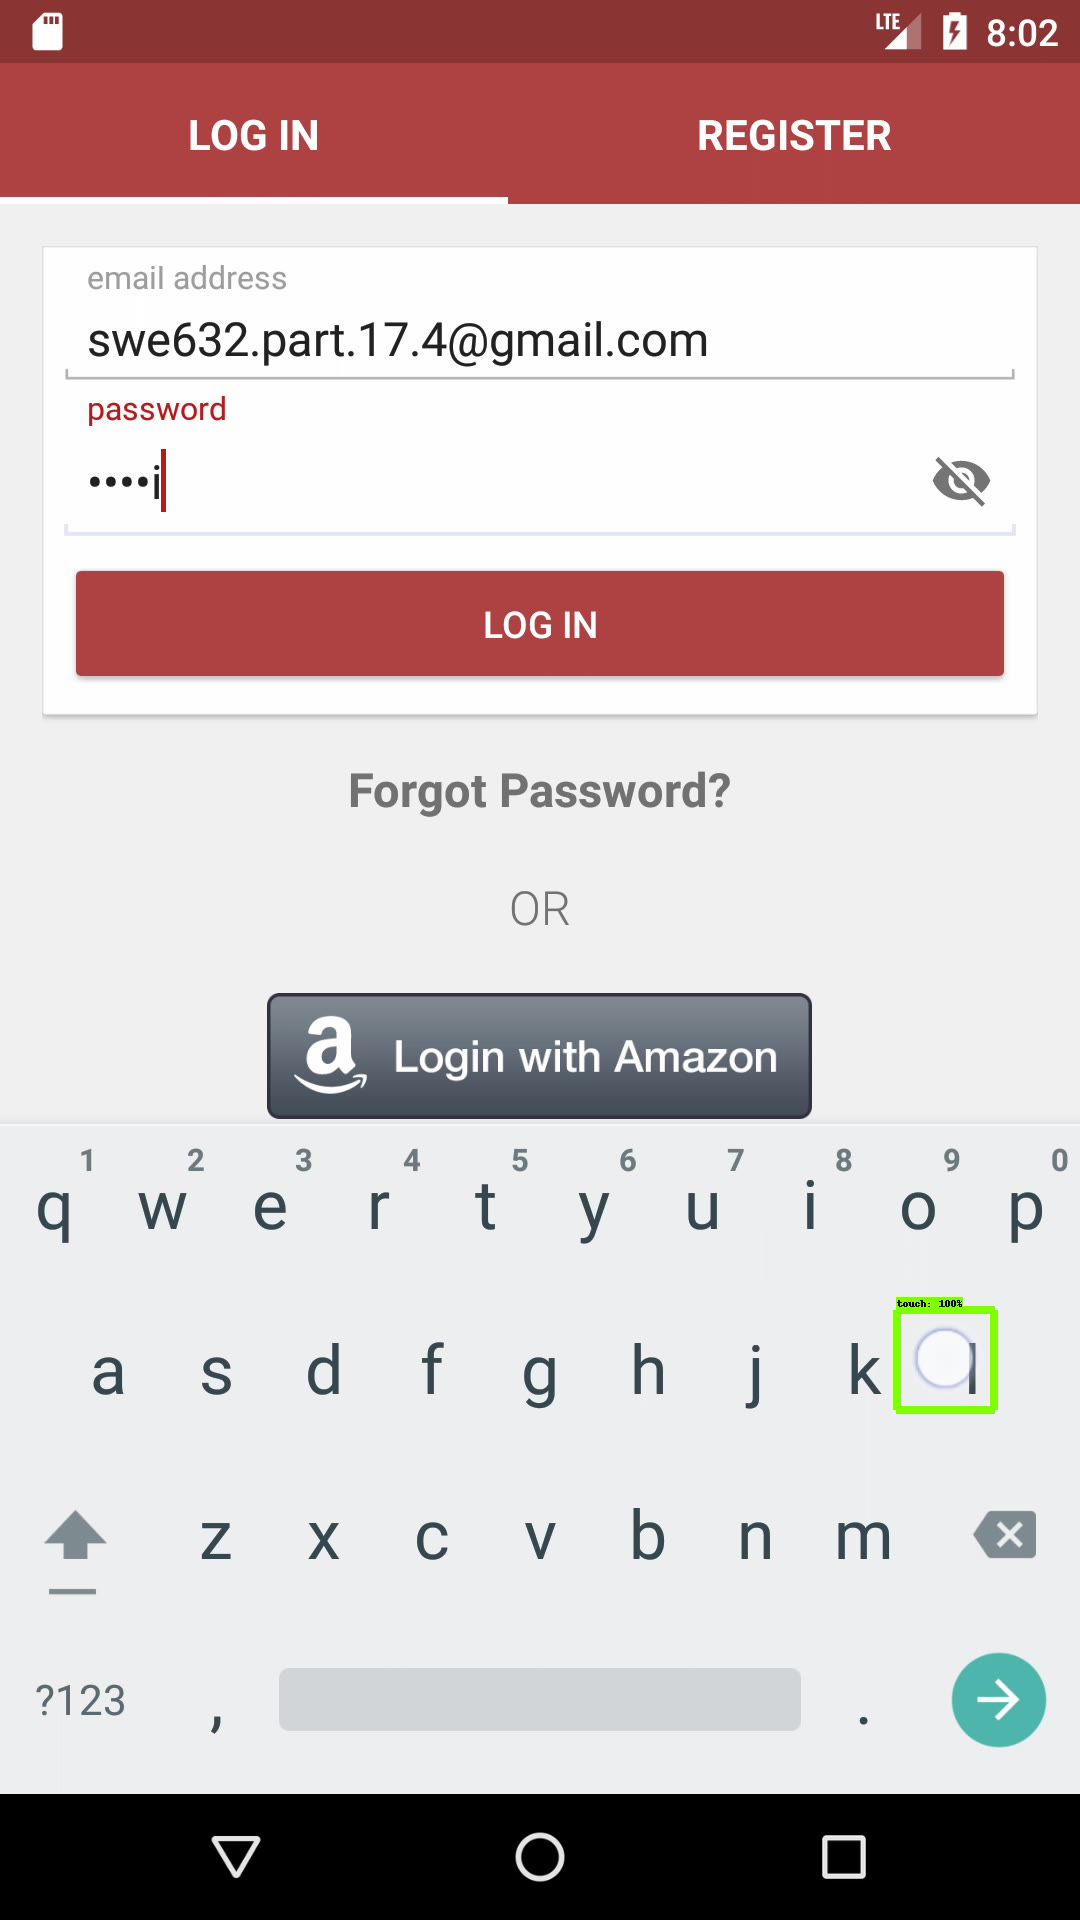 LTE 8:02
LOG IN REGISTER
email address
swe632.part.17.4@gmail.com
password
••••i
LOG IN
Forgot Password?
OR
a Login with Amazon
1 2 3 4 5 6 7 8 9 0
q w e r t y u i o p
touch: 100%
a s d f g h j k l
z x c v b n m
?123 , .